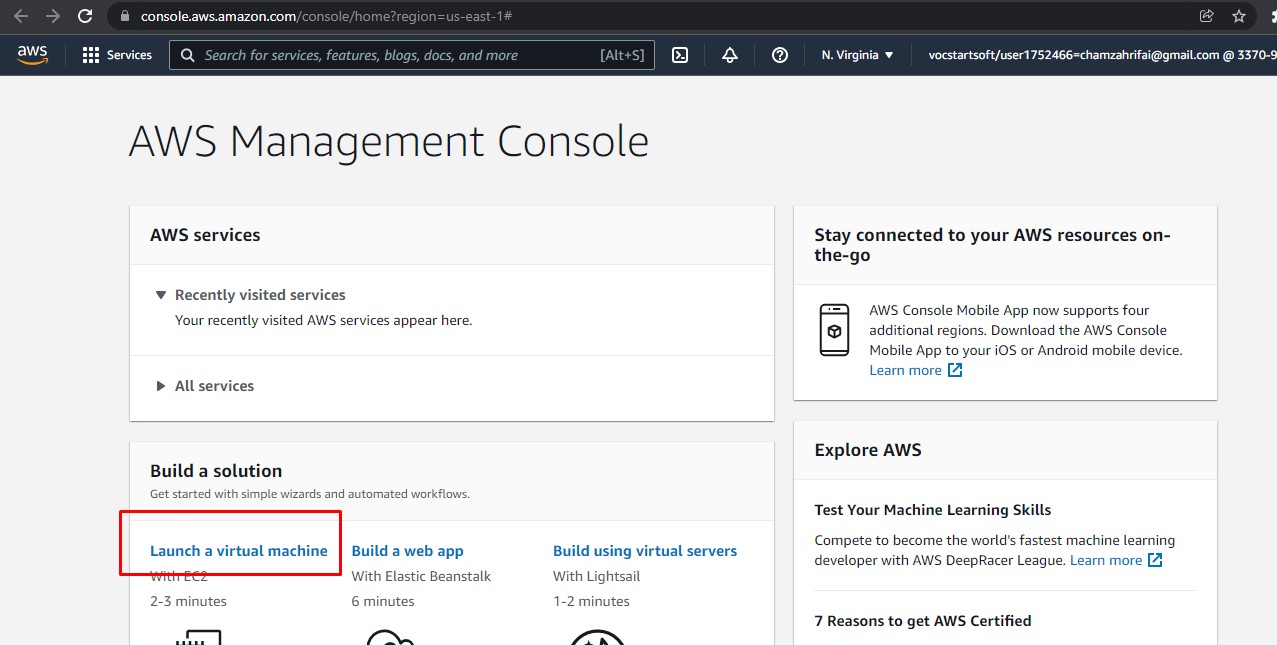 console.aws.amazon.com/console/home?region=us-east-1#
aws
Services
Search for services, features, blogs, docs, and more
[Alt+S]
N. Virginia
vocstartsoft/user1752466=chamzahrifai@gmail.com @ 3370-9
AWS Management Console
AWS services
Recently visited services
Your recently visited AWS services appear here.
All services
Build a solution
Get started with simple wizards and automated workflows.
Launch a virtual machine
With EC2
2-3 minutes
Build a web app
With Elastic Beanstalk
6 minutes
Build using virtual servers
With Lightsail
1-2 minutes
Stay connected to your AWS resources on-
the-go
AWS Console Mobile App now supports four
additional regions. Download the AWS Console
Mobile App to your iOS or Android mobile device.
Learn more
Explore AWS
Test Your Machine Learning Skills
Compete to become the world's fastest machine learning
developer with AWS DeepRacer League. Learn more
7 Reasons to get AWS Certified